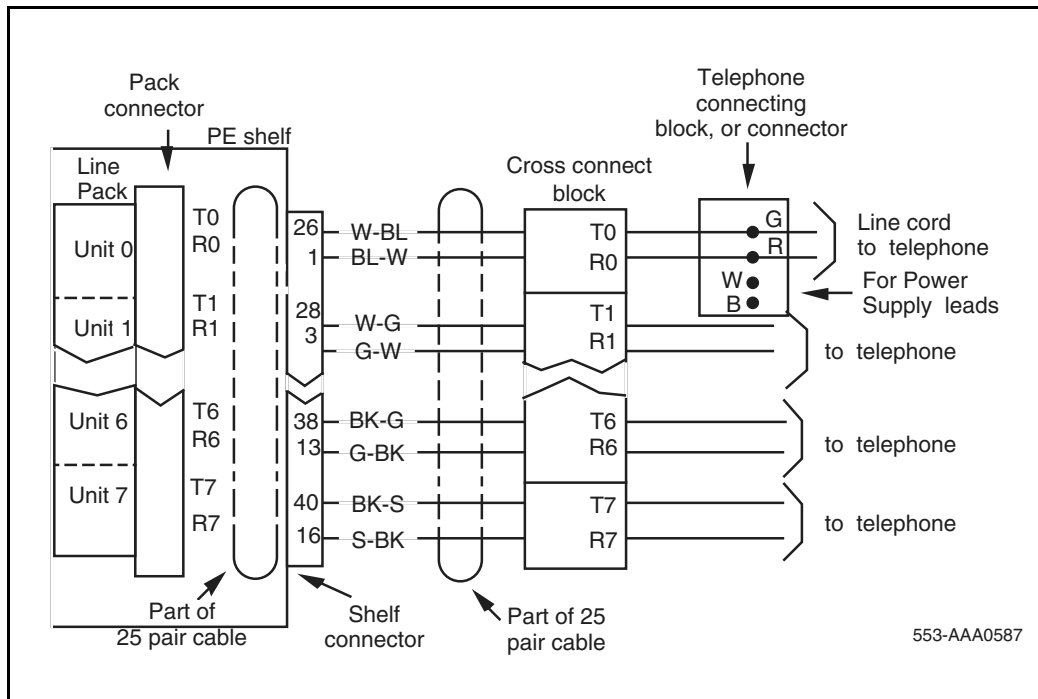 Pack
connector
PE shelf
Telephone
connecting
block, or connector
Line
Pack
Cross connect
block
Unit 0
T0
R0
26
1
W-BL
BL-W
T0
R0
G
R
W
B
Line cord
to telephone
For Power
Supply leads
Unit 1
T1
R1
28
3
W-G
G-W
T1
R1
to telephone
Unit 6
T6
R6
38
13
BK-G
G-BK
T6
R6
to telephone
Unit 7
T7
R7
40
16
BK-S
S-BK
T7
R7
to telephone
Part of
25 pair cable
Shelf
connector
Part of 25
pair cable
553-AAA0587